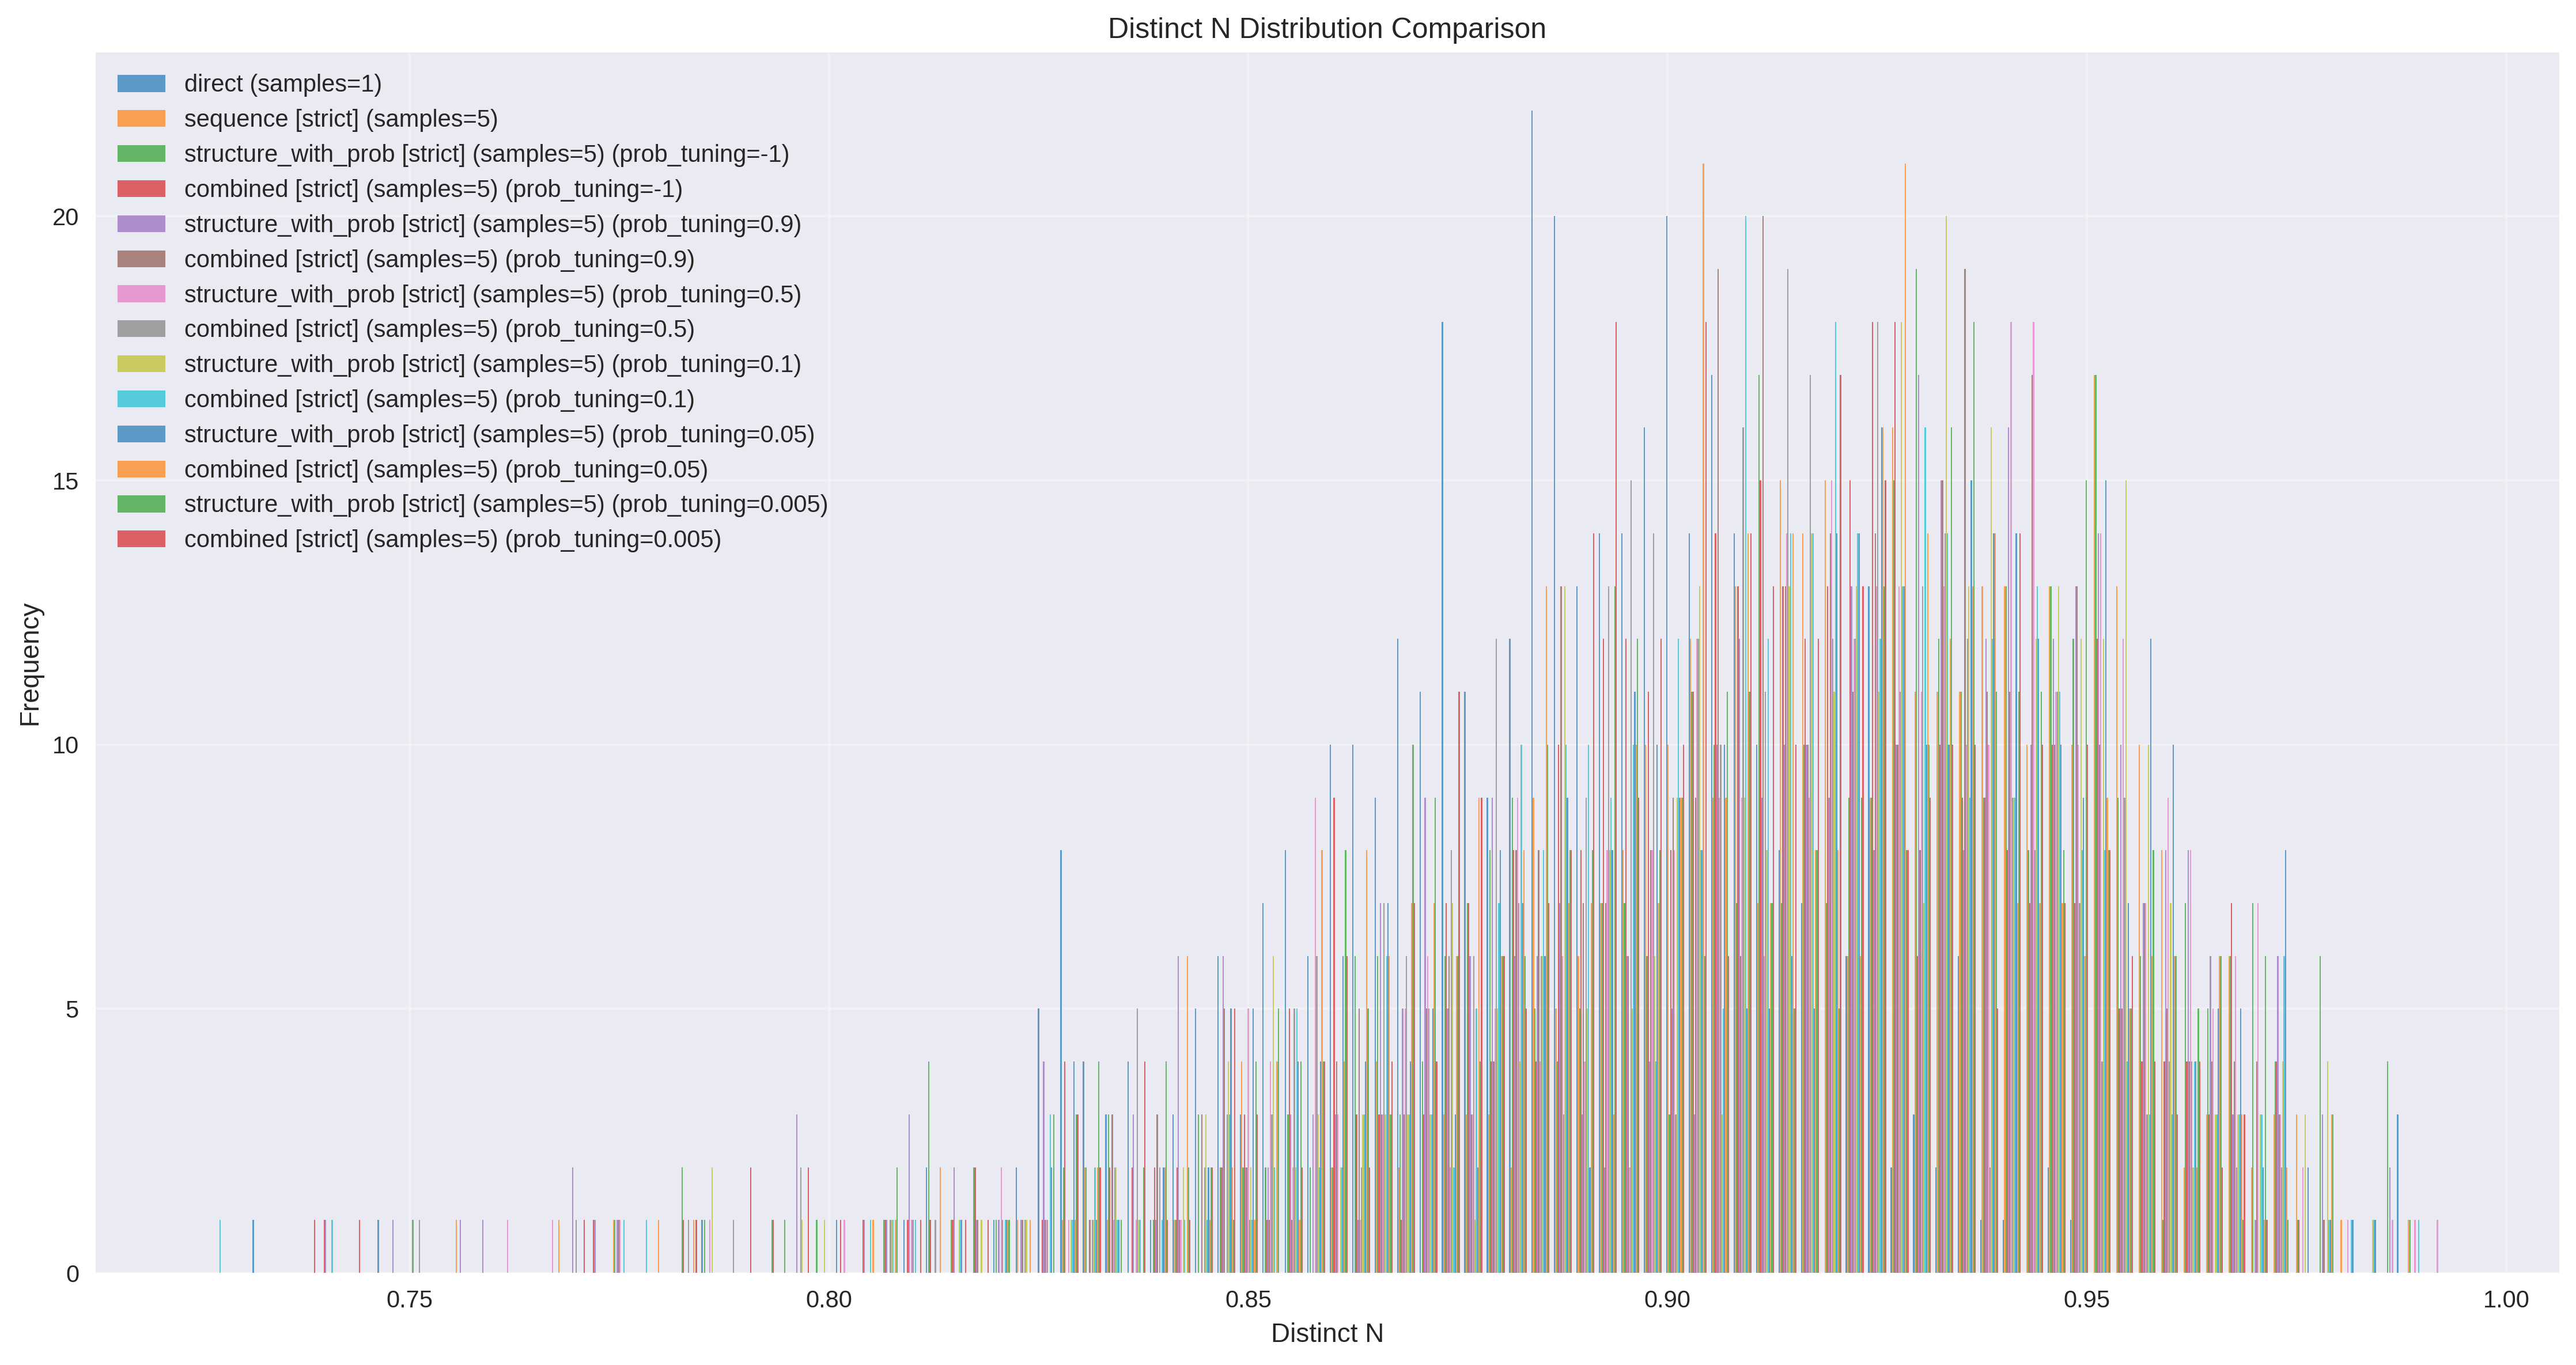 Distinct N Distribution Comparison
direct (samples=1)
sequence [strict] (samples=5)
structure_with_prob [strict] (samples=5) (prob_tuning=-1)
combined [strict] (samples=5) (prob_tuning=-1)
structure_with_prob [strict] (samples=5) (prob_tuning=0.9)
combined [strict] (samples=5) (prob_tuning=0.9)
structure_with_prob [strict] (samples=5) (prob_tuning=0.5)
combined [strict] (samples=5) (prob_tuning=0.5)
structure_with_prob [strict] (samples=5) (prob_tuning=0.1)
combined [strict] (samples=5) (prob_tuning=0.1)
structure_with_prob [strict] (samples=5) (prob_tuning=0.05)
combined [strict] (samples=5) (prob_tuning=0.05)
structure_with_prob [strict] (samples=5) (prob_tuning=0.005)
combined [strict] (samples=5) (prob_tuning=0.005)
Frequency
20
15
10
5
0
0.75 0.80 0.85 0.90 0.95 1.00
Distinct N